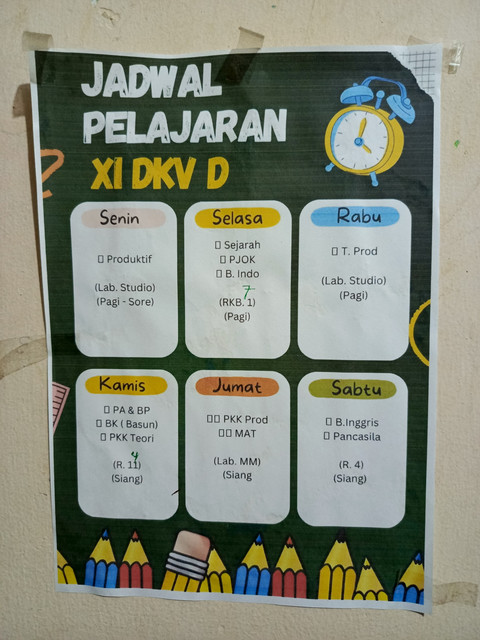 JADWAL
PELAJARAN
XI DKV D
Senin
▯ Produktif
(Lab. Studio)
(Pagi - Sore)
Selasa
▯ Sejarah
▯ PJOK
▯ B. Indo
7
(RKB. 1)
(Pagi)
Rabu
▯ T. Prod
(Lab. Studio)
(Pagi)
Kamis
▯ PA & BP
▯ BK ( Basun)
▯ PKK Teori
4
(R. 11)
(Siang)
Jumat
▯▯ PKK Prod
▯▯ MAT
(Lab. MM)
(Siang
Sabtu
▯ B.Inggris
▯ Pancasila
(R. 4)
(Siang)